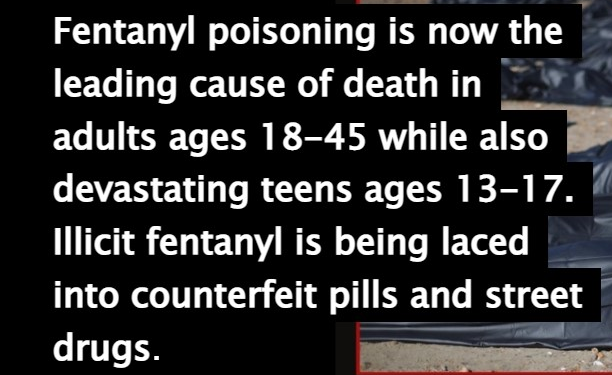 Fentanyl poisoning is now the
leading cause of death in
adults ages 18–45 while also
devastating teens ages 13–17.
Illicit fentanyl is being laced
into counterfeit pills and street
drugs.